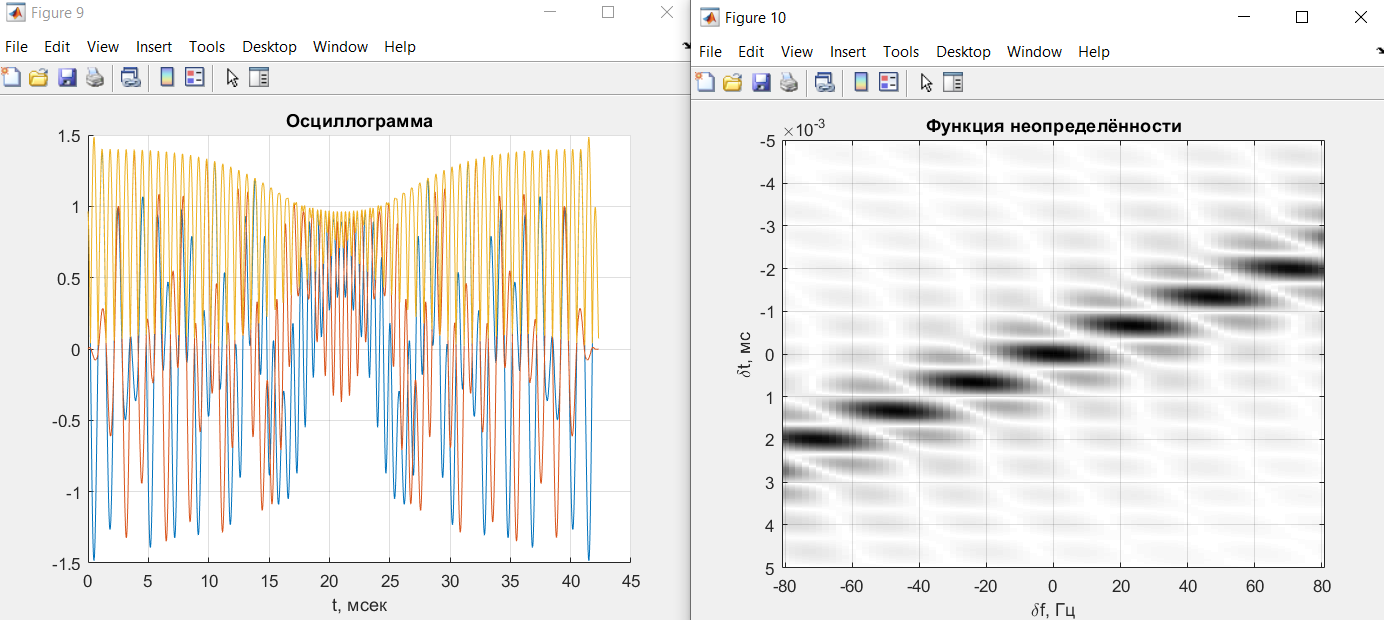 Figure 9
File Edit View Insert Tools Desktop Window Help
Осциллограмма
1.5
1
0.5
0
-0.5
-1
-1.5
0 5 10 15 20 25 30 35 40 45
t, мсек
Figure 10
File Edit View Insert Tools Desktop Window Help
×10-3
Функция неопределённости
-5
-4
-3
-2
-1
0
1
2
3
4
5
δt, мс
-80 -60 -40 -20 0 20 40 60 80
δf, Гц